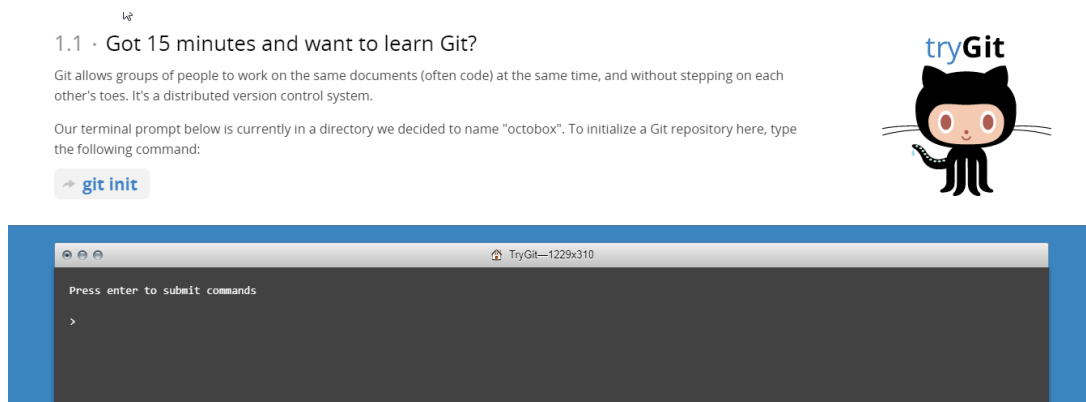 1.1 · Got 15 minutes and want to learn Git?
tryGit
Git allows groups of people to work on the same documents (often code) at the same time, and without stepping on each
other's toes. It's a distributed version control system.
Our terminal prompt below is currently in a directory we decided to name "octobox". To initialize a Git repository here, type
the following command:
git init
TryGit—1229x310
Press enter to submit commands
>